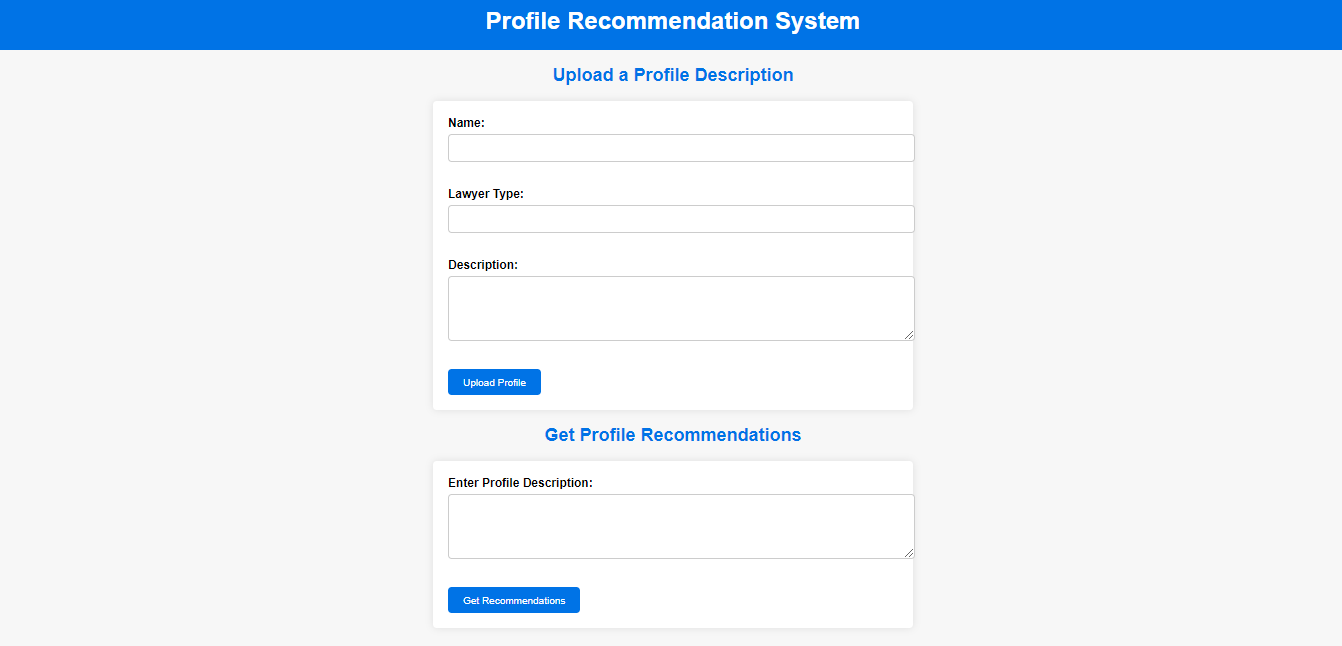 Profile Recommendation System
Upload a Profile Description
Name:
Lawyer Type:
Description:
Upload Profile
Get Profile Recommendations
Enter Profile Description:
Get Recommendations